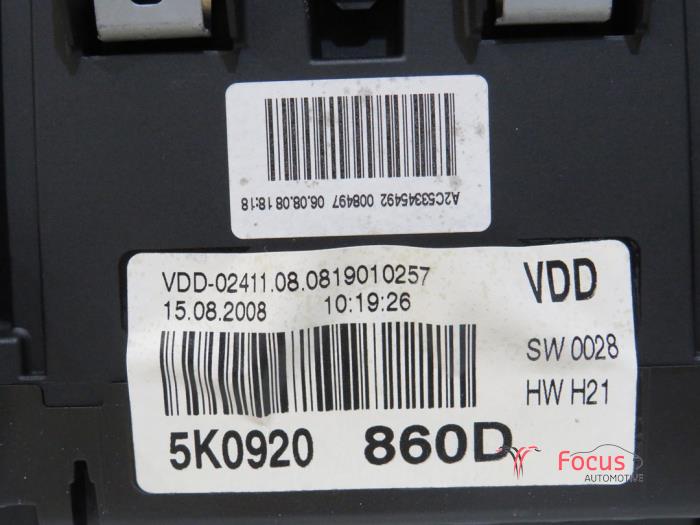 A2C53345492 008497 06.08.08 18:18
VDD-02411.08.0819010257 VDD
15.08.2008 10:19:26
SW 0028
HW H21
5K0920 860D
Focus
AUTOMOTIVE